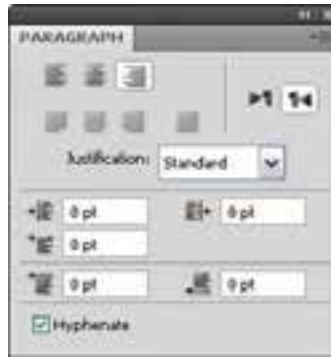 PARAGRAPH
Justification: Standard
0 pt 0 pt
0 pt
0 pt 0 pt
Hyphenate